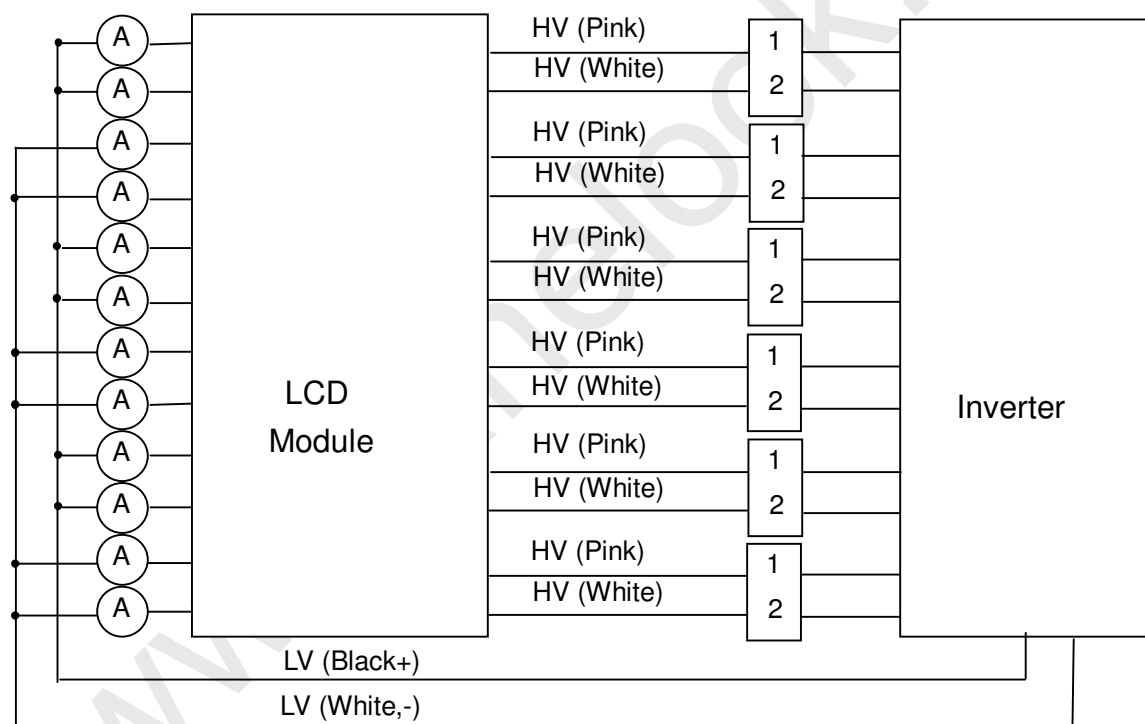 A
A
A
A
A
A
A
A
A
A
A
A
LCD
Module
HV (Pink)
HV (White)
1
2
HV (Pink)
HV (White)
1
2
HV (Pink)
HV (White)
1
2
HV (Pink)
HV (White)
1
2
HV (Pink)
HV (White)
1
2
HV (Pink)
HV (White)
1
2
Inverter
LV (Black+)
LV (White,-)